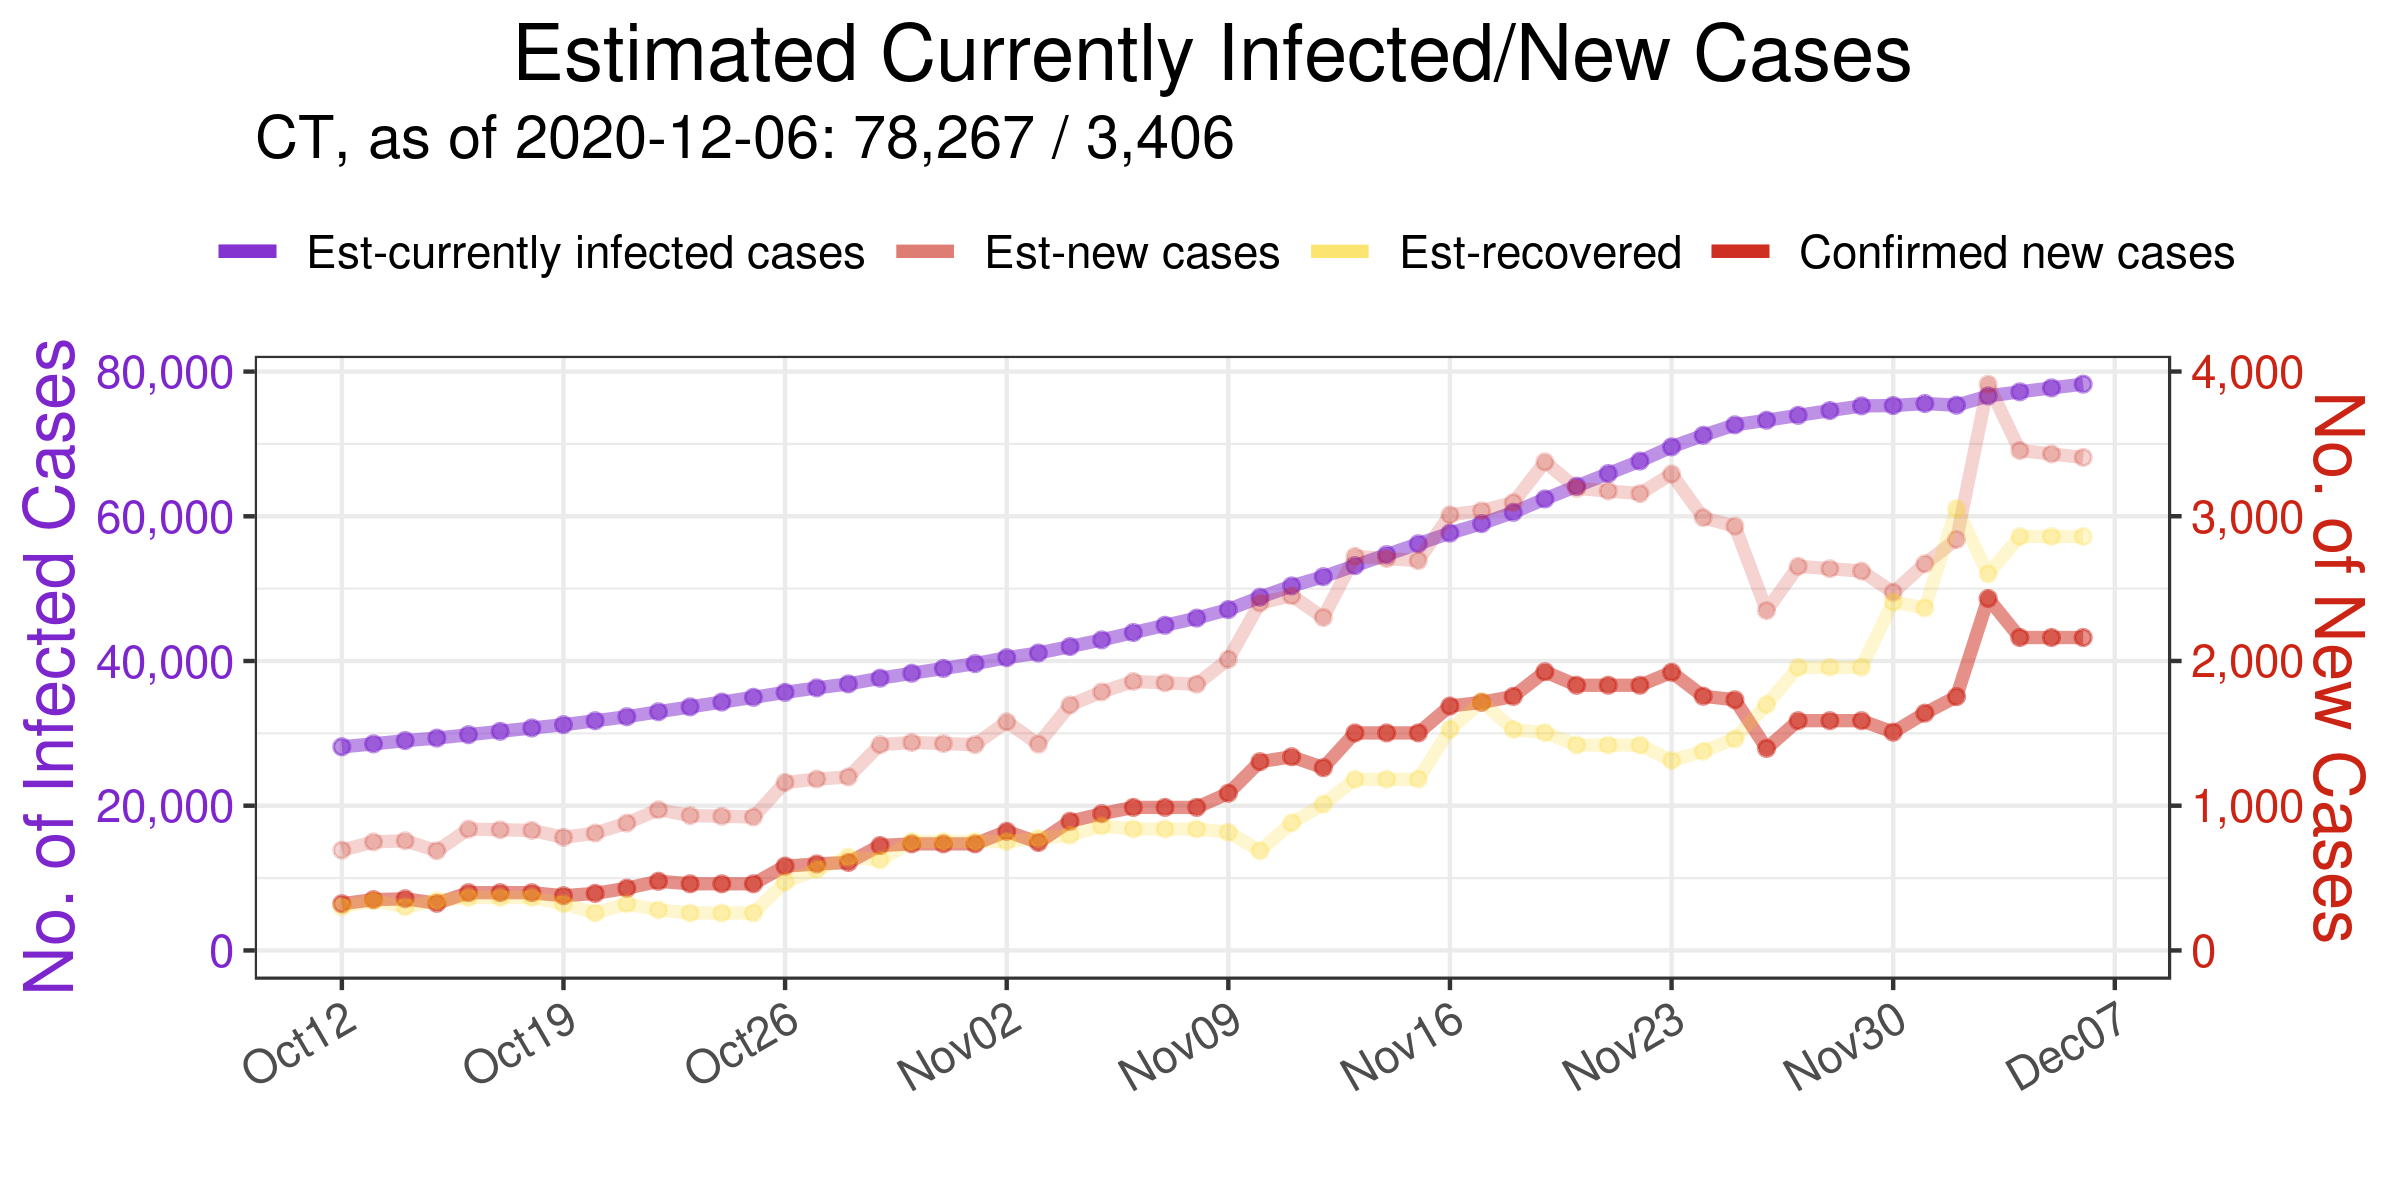 Estimated Currently Infected/New Cases
CT, as of 2020-12-06: 78,267 / 3,406
Est-currently infected cases Est-new cases Est-recovered Confirmed new cases
No. of Infected Cases
80,000
60,000
40,000
20,000
0
4,000
3,000
2,000
1,000
0
No. of New Cases
Oct12 Oct19 Oct26 Nov02 Nov09 Nov16 Nov23 Nov30 Dec07